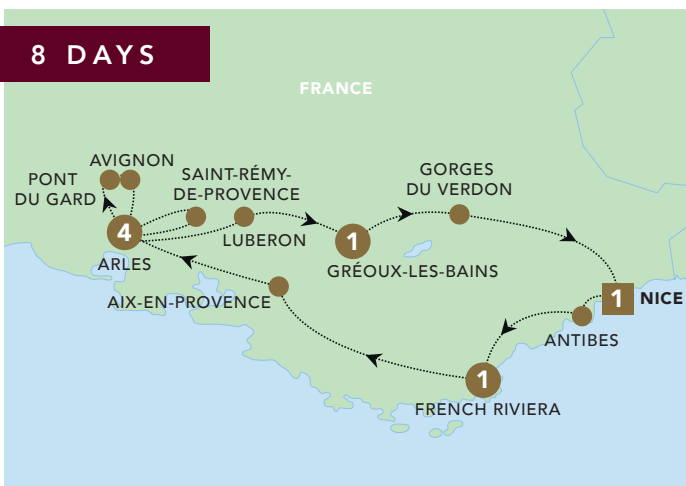 8 DAYS
FRANCE
AVIGNON
PONT
DU GARD
SAINT-RÉMY-
DE-PROVENCE
GORGES
DU VERDON
4
ARLES
LUBERON
1
GRÉOUX-LES-BAINS
AIX-EN-PROVENCE
1
NICE
ANTIBES
1
FRENCH RIVIERA